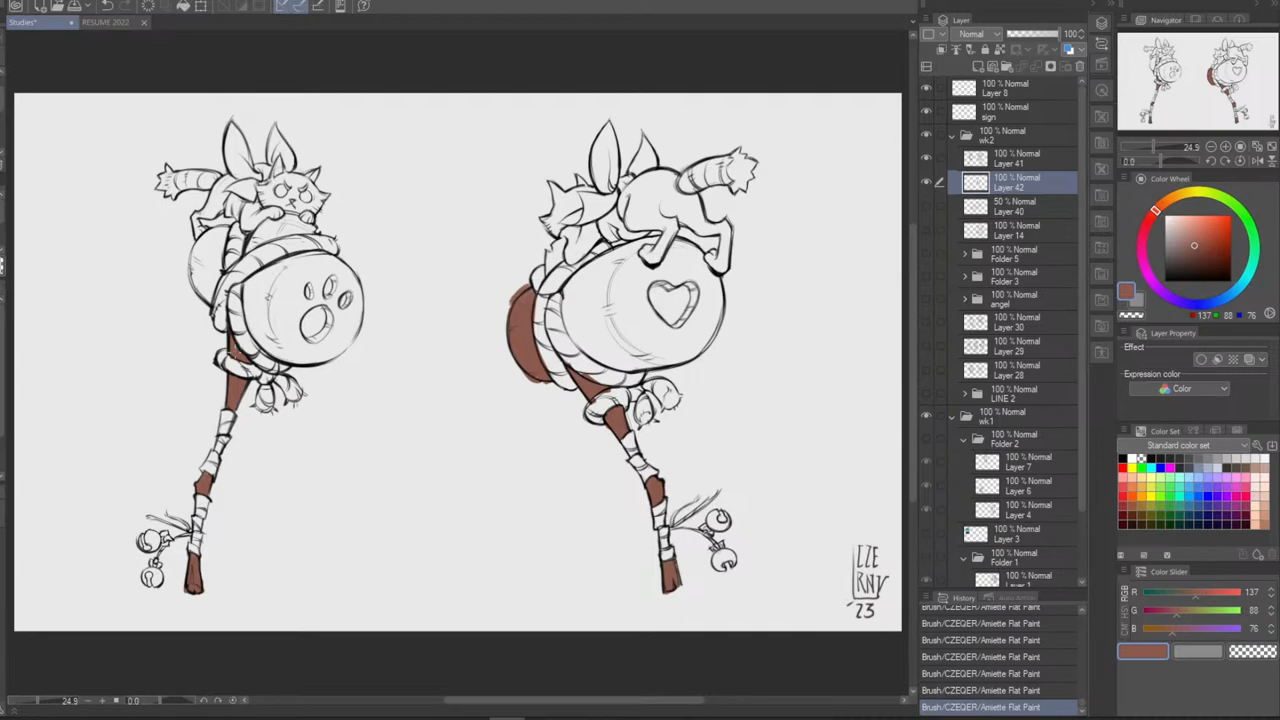 Studies*
RESUME 2022
Layer
Navigator
Normal
100
100 % Normal
Layer 8
100 % Normal
sign
100 % Normal
wk2
100 % Normal
Layer 41
100 % Normal
Layer 42
50 % Normal
Layer 40
100 % Normal
Layer 14
100 % Normal
Folder 5
100 % Normal
Folder 3
100 % Normal
angel
100 % Normal
Layer 30
100 % Normal
Layer 29
100 % Normal
Layer 28
100 % Normal
LINE 2
100 % Normal
wk1
100 % Normal
Folder 2
100 % Normal
Layer 7
100 % Normal
Layer 6
100 % Normal
Layer 4
100 % Normal
Layer 3
100 % Normal
Folder 1
100 % Normal
Layer 1
History
Brush/CZEQER/Amiette Flat Paint
Brush/CZEQER/Amiette Flat Paint
Brush/CZEQER/Amiette Flat Paint
Brush/CZEQER/Amiette Flat Paint
Brush/CZEQER/Amiette Flat Paint
Brush/CZEQER/Amiette Flat Paint
Brush/CZEQER/Amiette Flat Paint
24.9
0.0
Color Wheel
137 88 76
Layer Property
Effect
Expression color
Color
Color Set
Standard color set
Color Slider
RGB
R 137
G 88
B 76
CZE
RNY
'23
24.9
0.0